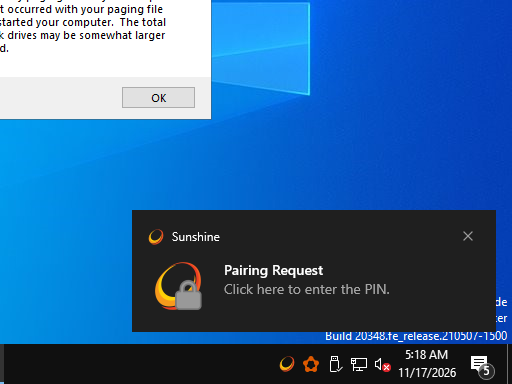 t occurred with your paging file
started your computer. The total
drives may be somewhat larger
d.
OK
Sunshine
Pairing Request
Click here to enter the PIN.
de
ter
Build 20348.fe_release.210507-1500
5:18 AM
11/17/2026
5